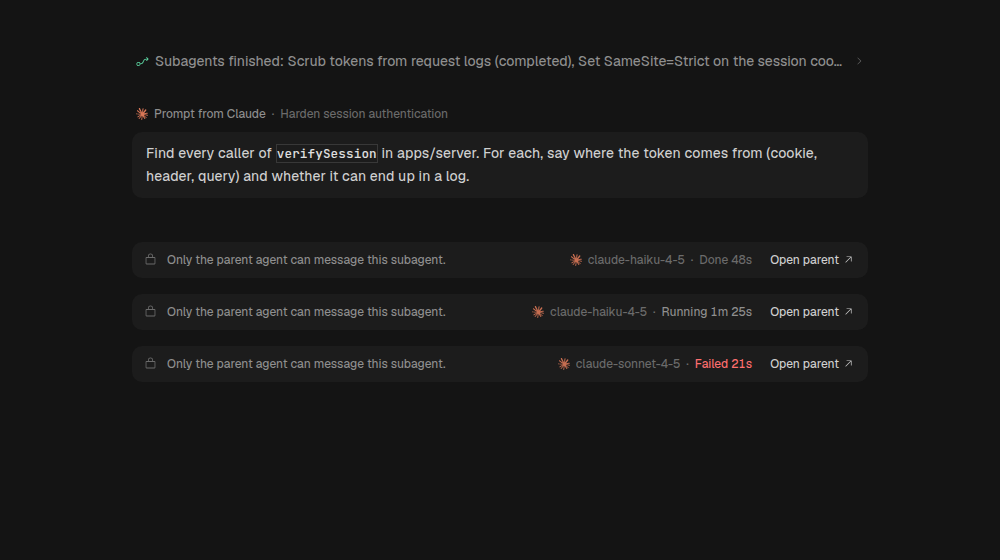 Subagents finished: Scrub tokens from request logs (completed), Set SameSite=Strict on the session coo…
Prompt from Claude · Harden session authentication
Find every caller of verifySession in apps/server. For each, say where the token comes from (cookie,
header, query) and whether it can end up in a log.
Only the parent agent can message this subagent. claude-haiku-4-5 · Done 48s Open parent
Only the parent agent can message this subagent. claude-haiku-4-5 · Running 1m 25s Open parent
Only the parent agent can message this subagent. claude-sonnet-4-5 · Failed 21s Open parent